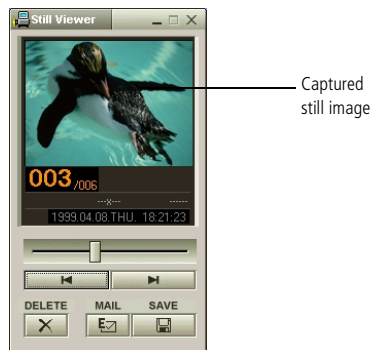 Still Viewer
Captured
still image
003/006
---x--- ------
1999.04.08.THU. 18:21:23
DELETE MAIL SAVE
E